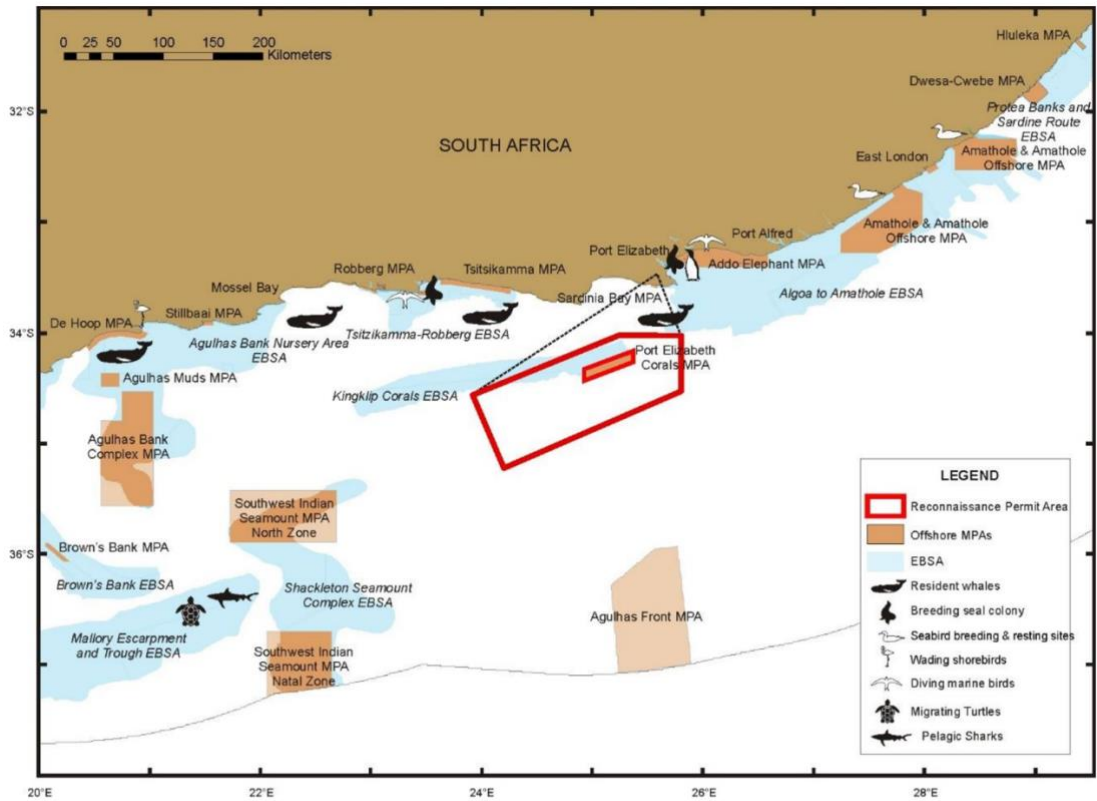 0 25 50 100 150 200
Kilometers
Hluleka MPA
Dwesa-Cwebe MPA
32°S
32°S
Protea Banks and
Sardine Route
EBSA
SOUTH AFRICA
East London
Amathole & Amathole
Offshore MPA
Port Alfred
Amathole & Amathole
Offshore MPA
Port Elizabeth
Addo Elephant MPA
Robberg MPA
Tsitsikamma MPA
Mossel Bay
Sardinia Bay MPA
Algoa to Amathole EBSA
Stillbaai MPA
De Hoop MPA
34°S
34°S
Tsitzikamma-Robberg EBSA
Agulhas Bank Nursery Area
EBSA
Port Elizabeth
Corals MPA
Agulhas Muds MPA
Kingklip Corals EBSA
Agulhas Bank
Complex MPA
Southwest Indian
Seamount MPA
North Zone
Brown's Bank MPA
36°S
36°S
Brown's Bank EBSA
Shackleton Seamount
Complex EBSA
Agulhas Front MPA
Mallory Escarpment
and Trough EBSA
Southwest Indian
Seamount MPA
Natal Zone
LEGEND
Reconnaissance Permit Area
Offshore MPAs
EBSA
Resident whales
Breeding seal colony
Seabird breeding & resting sites
Wading shorebirds
Diving marine birds
Migrating Turtles
Pelagic Sharks
20°E 22°E 24°E 26°E 28°E